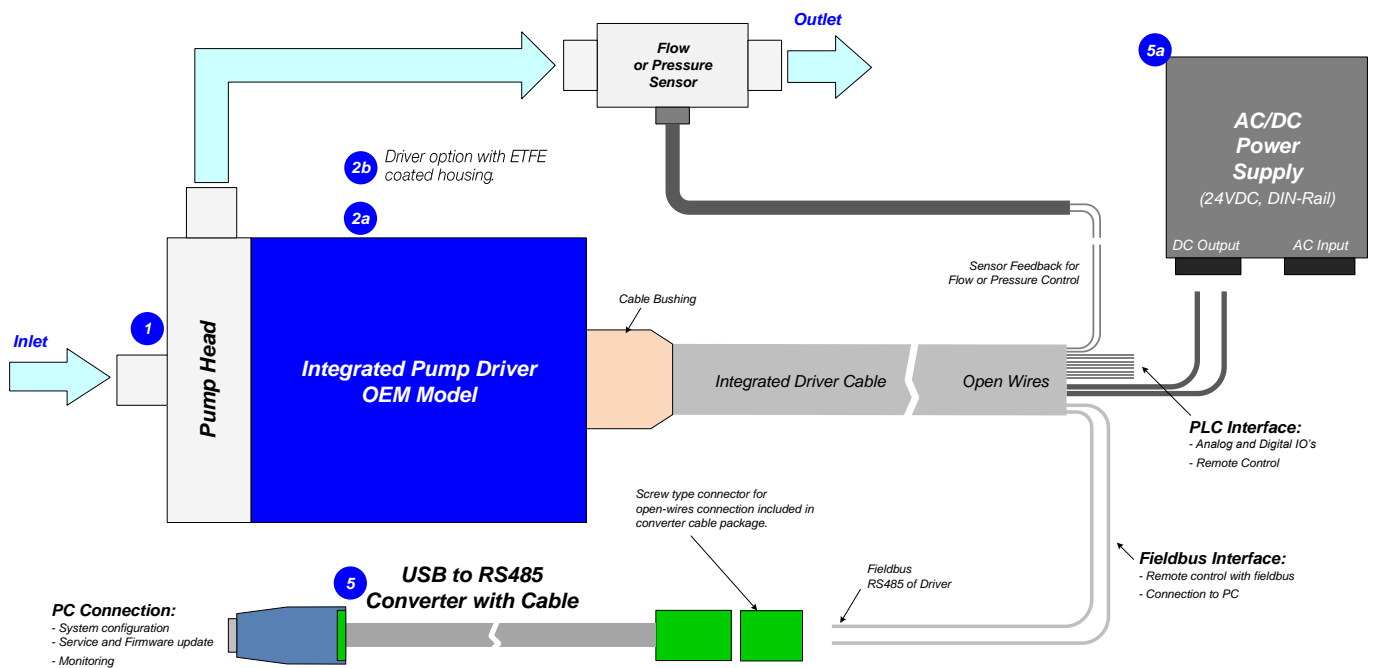 Outlet
5a
Flow
or Pressure
Sensor
AC/DC
Power
Supply
(24VDC, DIN-Rail)
DC Output
AC Input
2b
Driver option with ETFE
coated housing.
2a
Sensor Feedback for
Flow or Pressure Control
Cable Bushing
Inlet
1
Pump Head
Integrated Pump Driver
OEM Model
Integrated Driver Cable
Open Wires
PLC Interface:
- Analog and Digital IO's
- Remote Control
Screw type connector for
open-wires connection included in
converter cable package.
Fieldbus Interface:
- Remote control with fieldbus
- Connection to PC
Fieldbus
RS485 of Driver
5
USB to RS485
Converter with Cable
PC Connection:
- System configuration
- Service and Firmware update
- Monitoring